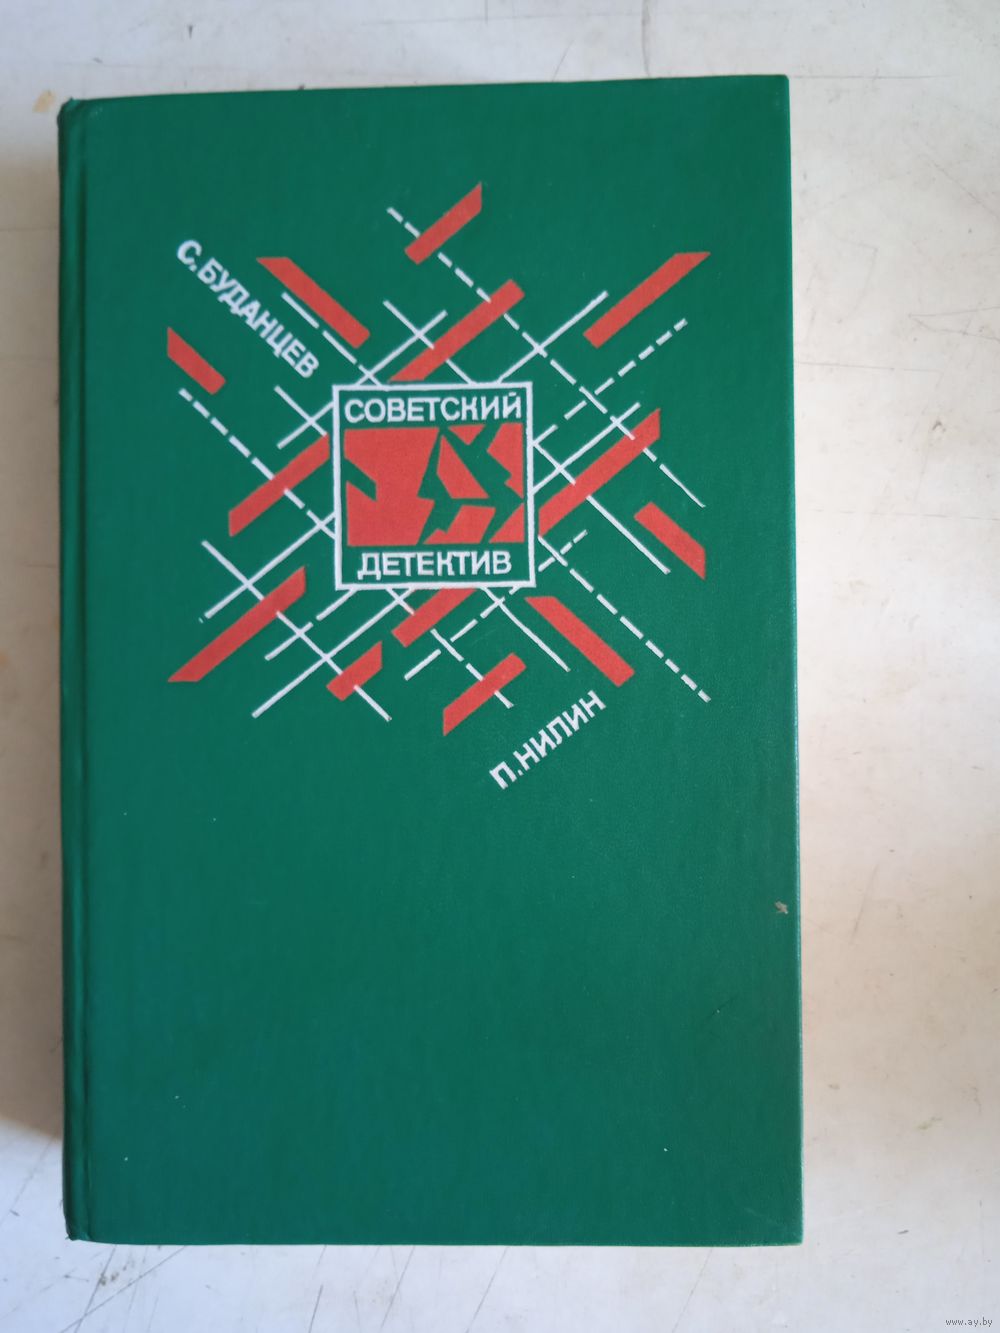 С. БУДАНЦЕВ
СОВЕТСКИЙ
ДЕТЕКТИВ
П. НИЛИН
www.ay.by